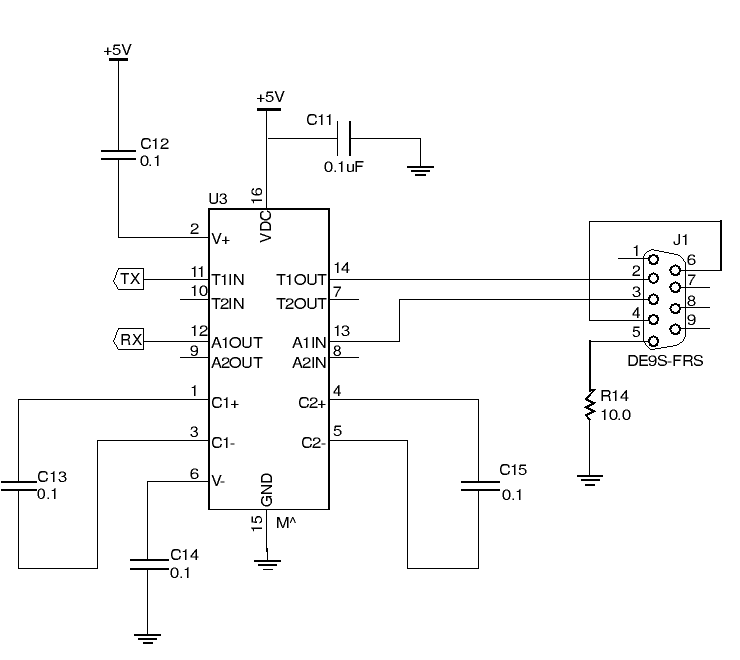 +5V
C12
0.1
+5V
C11
0.1uF
U3
16
VDC
2
V+
11
TX
T1IN
T1OUT
14
10
T2IN
T2OUT
7
12
RX
A1OUT
A1IN
13
9
A2OUT
A2IN
8
1
C1+
C2+
4
3
C1-
C2-
5
6
V-
GND
15
M^
C13
0.1
C14
0.1
C15
0.1
J1
1
2
3
4
5
6
7
8
9
DE9S-FRS
R14
10.0